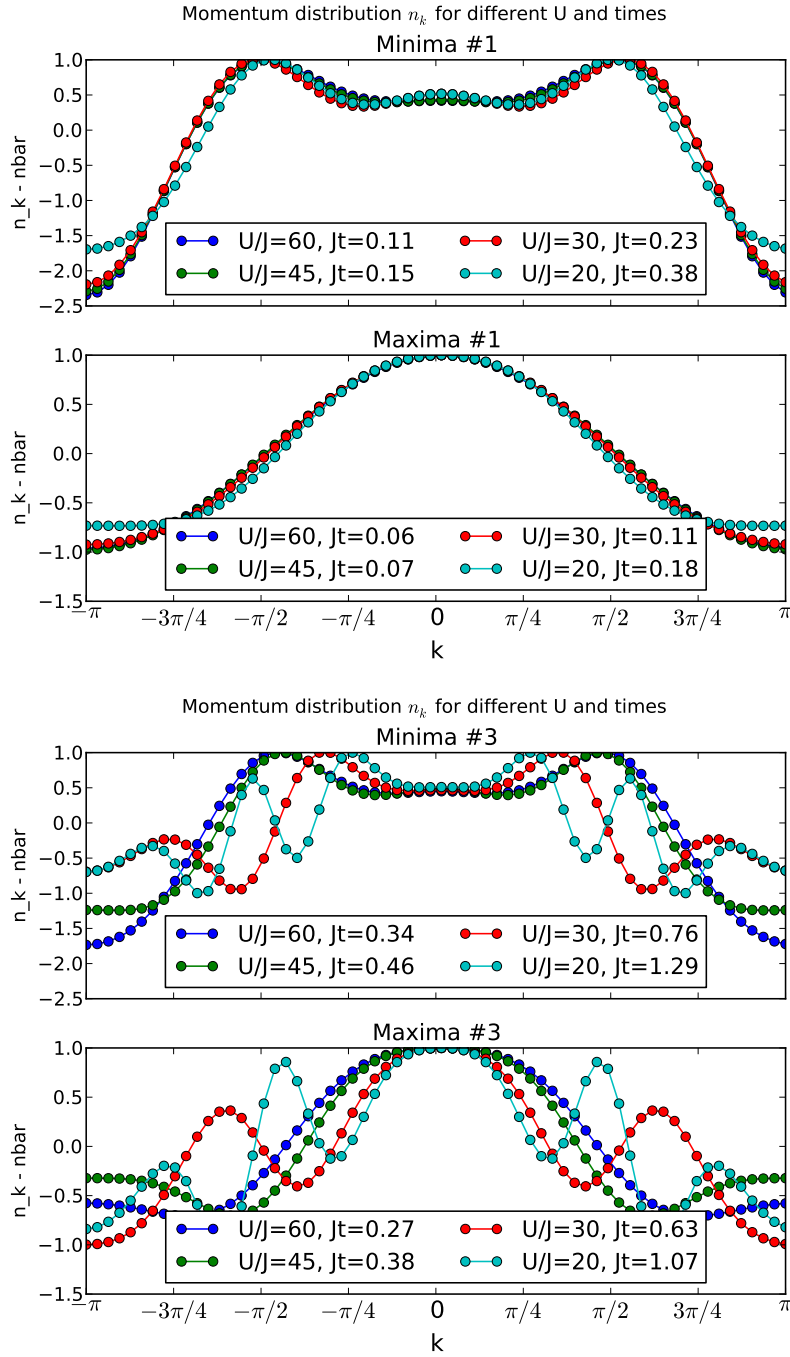 Momentum distribution n_k for different U and times
Minima #1
1.0
0.5
0.0
−0.5
−1.0
−1.5
−2.0
−2.5
n_k - nbar
U/J=60, Jt=0.11
U/J=30, Jt=0.23
U/J=45, Jt=0.15
U/J=20, Jt=0.38
Maxima #1
1.0
0.5
0.0
−0.5
−1.0
−1.5
n_k - nbar
U/J=60, Jt=0.06
U/J=30, Jt=0.11
U/J=45, Jt=0.07
U/J=20, Jt=0.18
−π −3π/4 −π/2 −π/4 0 π/4 π/2 3π/4 π
k
Momentum distribution n_k for different U and times
Minima #3
1.0
0.5
0.0
−0.5
−1.0
−1.5
−2.0
−2.5
n_k - nbar
U/J=60, Jt=0.34
U/J=30, Jt=0.76
U/J=45, Jt=0.46
U/J=20, Jt=1.29
Maxima #3
1.0
0.5
0.0
−0.5
−1.0
−1.5
n_k - nbar
U/J=60, Jt=0.27
U/J=30, Jt=0.63
U/J=45, Jt=0.38
U/J=20, Jt=1.07
−π −3π/4 −π/2 −π/4 0 π/4 π/2 3π/4 π
k